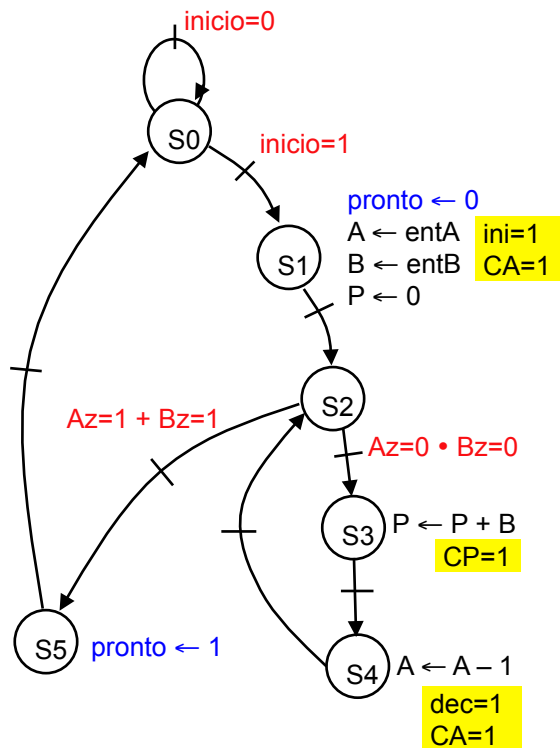 inicio=0
S0
inicio=1
pronto ← 0
A ← entA
ini=1
S1
B ← entB
CA=1
P ← 0
S2
Az=1 + Bz=1
Az=0 • Bz=0
S3
P ← P + B
CP=1
S5
pronto ← 1
S4
A ← A – 1
dec=1
CA=1